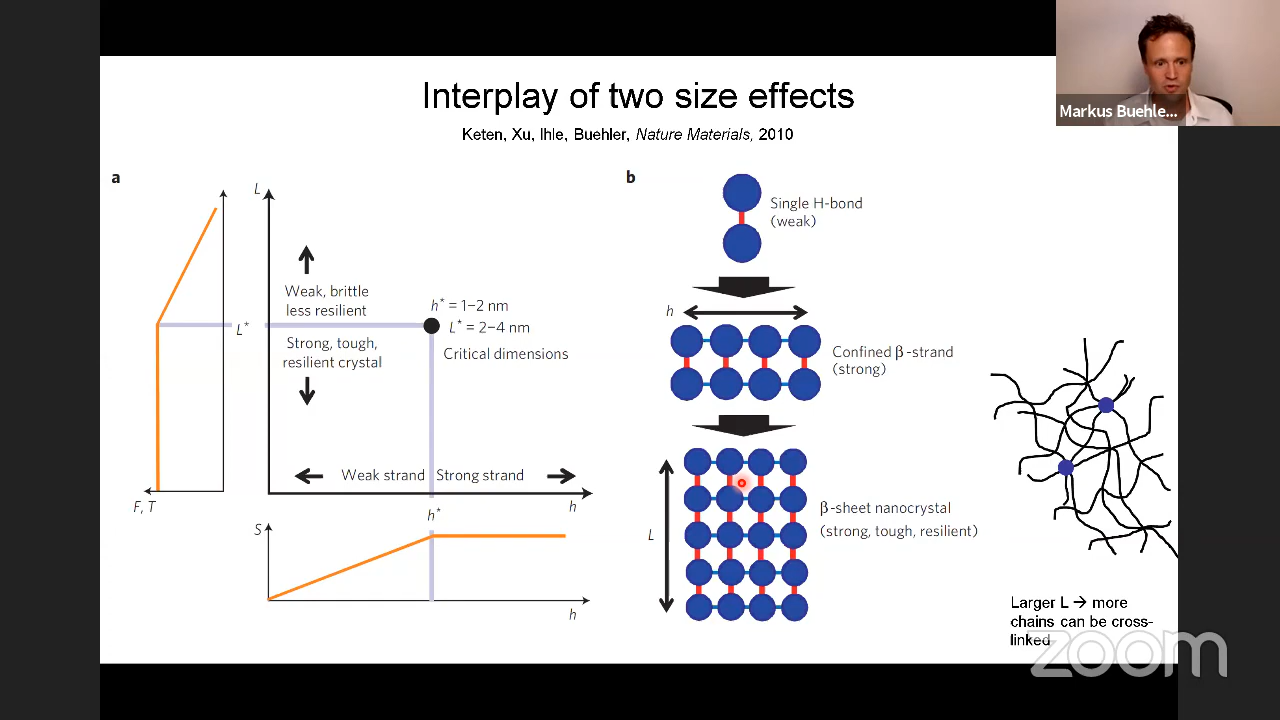 Markus Buehle...
Interplay of two size effects
Keten, Xu, Ihle, Buehler, Nature Materials, 2010
a
L
Weak, brittle
less resilient
L*
Strong, tough,
resilient crystal
h* = 1–2 nm
L* = 2–4 nm
Critical dimensions
Weak strand
Strong strand
F, T
h
h*
S
h
b
Single H-bond
(weak)
h
Confined β-strand
(strong)
L
β-sheet nanocrystal
(strong, tough, resilient)
Larger L → more
chains can be cross-
linked
zoom